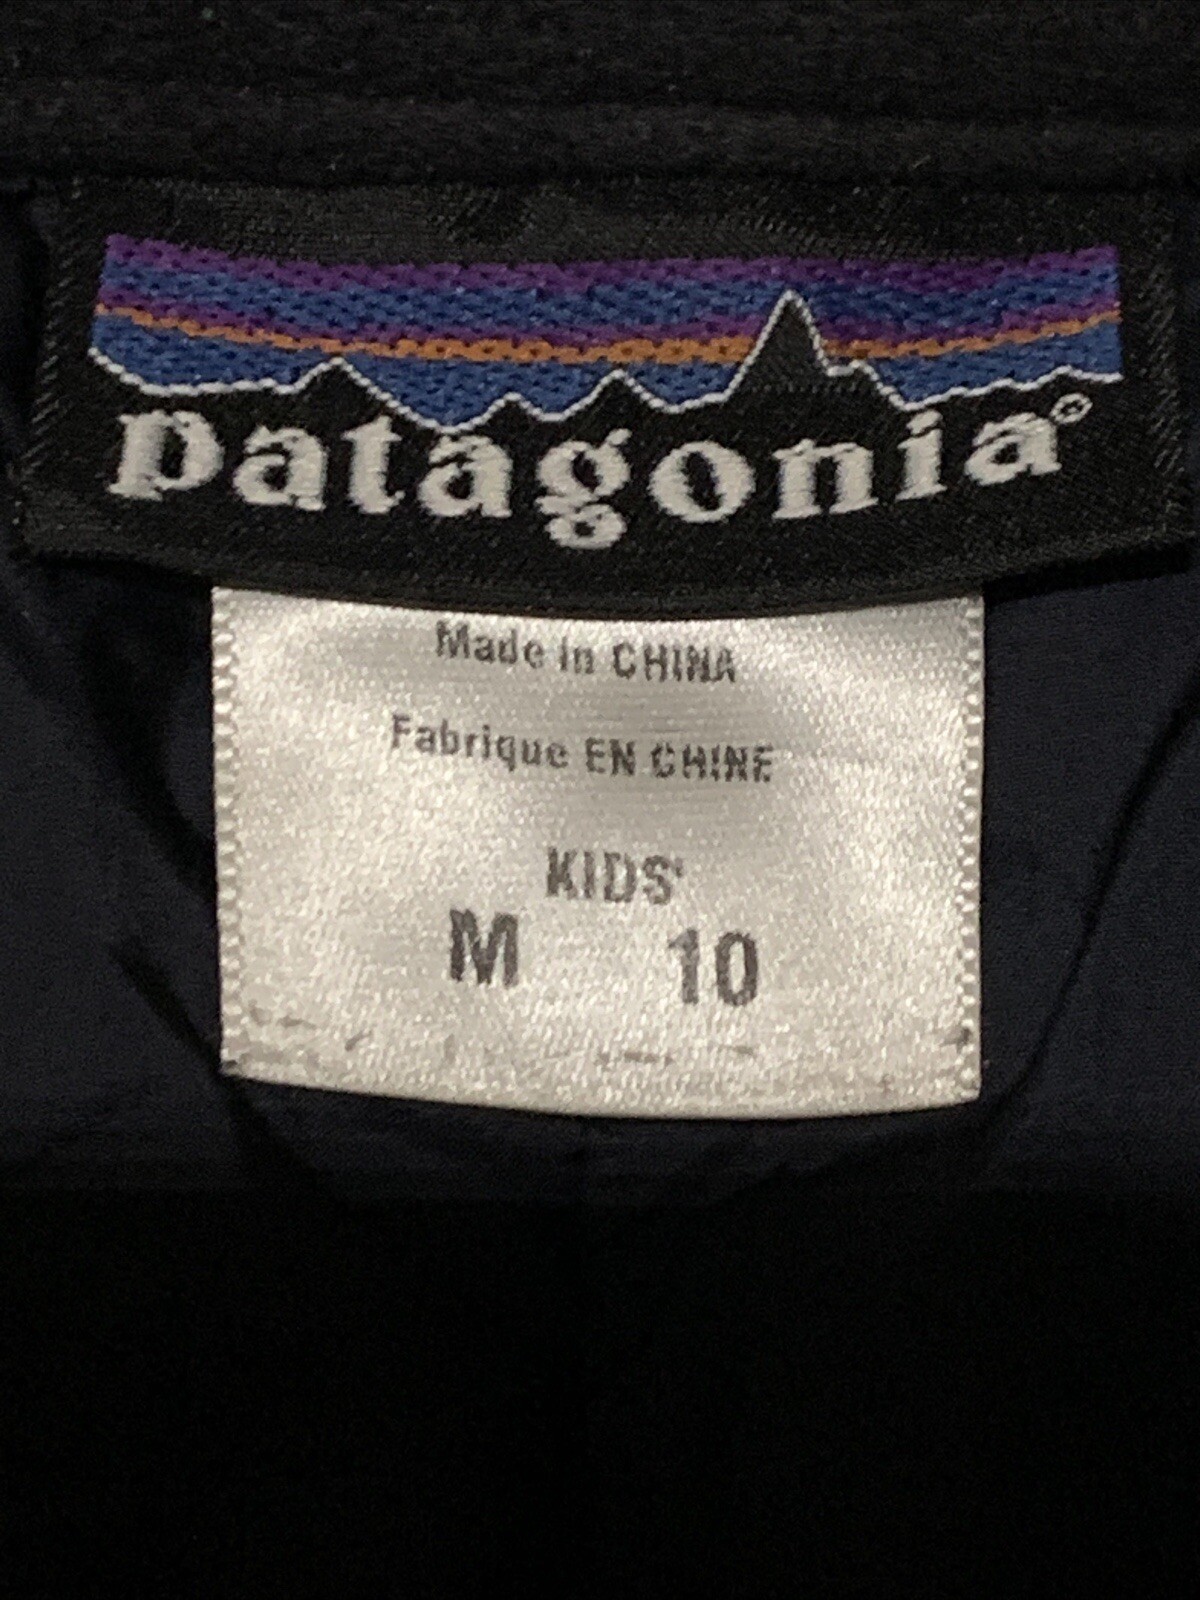 patagonia®
Made in CHINA
Fabrique EN CHINE
KIDS'
M 10